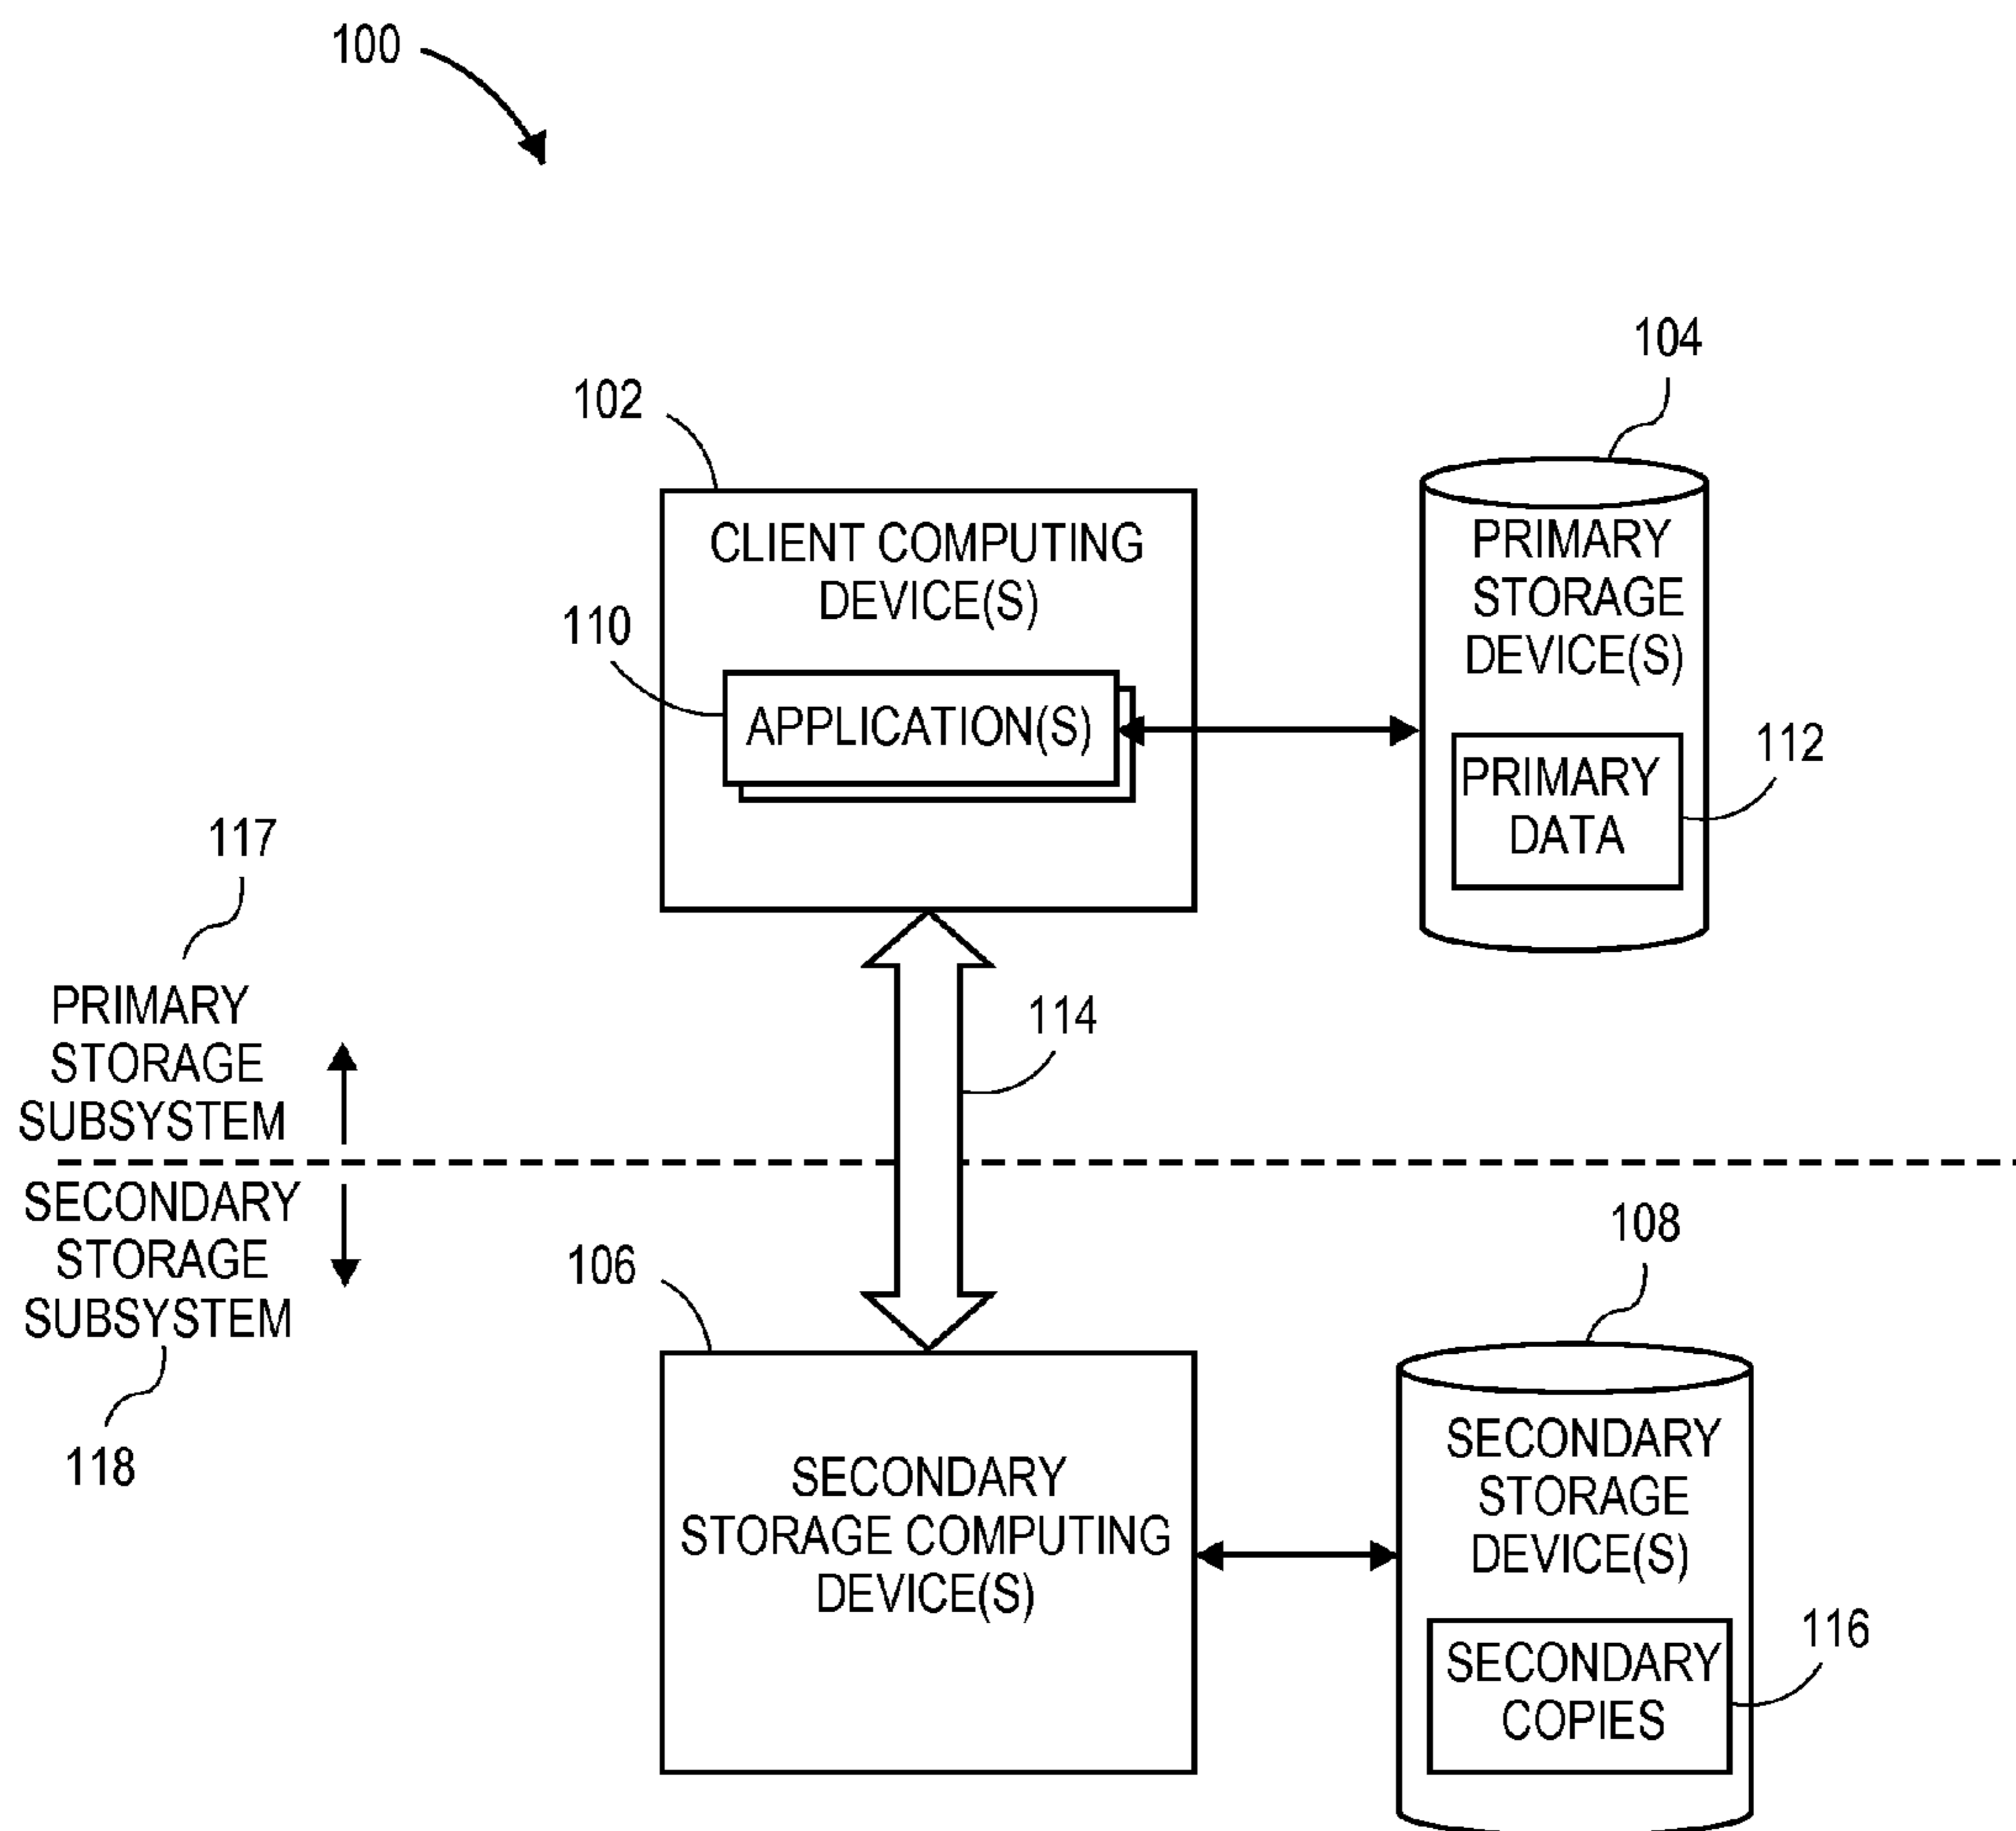 100
104
102
CLIENT COMPUTING
DEVICE(S)
PRIMARY
STORAGE
DEVICE(S)
110
APPLICATION(S)
112
PRIMARY
DATA
117
PRIMARY
STORAGE
SUBSYSTEM
114
SECONDARY
STORAGE
SUBSYSTEM
118
106
108
SECONDARY
STORAGE COMPUTING
DEVICE(S)
SECONDARY
STORAGE
DEVICE(S)
116
SECONDARY
COPIES